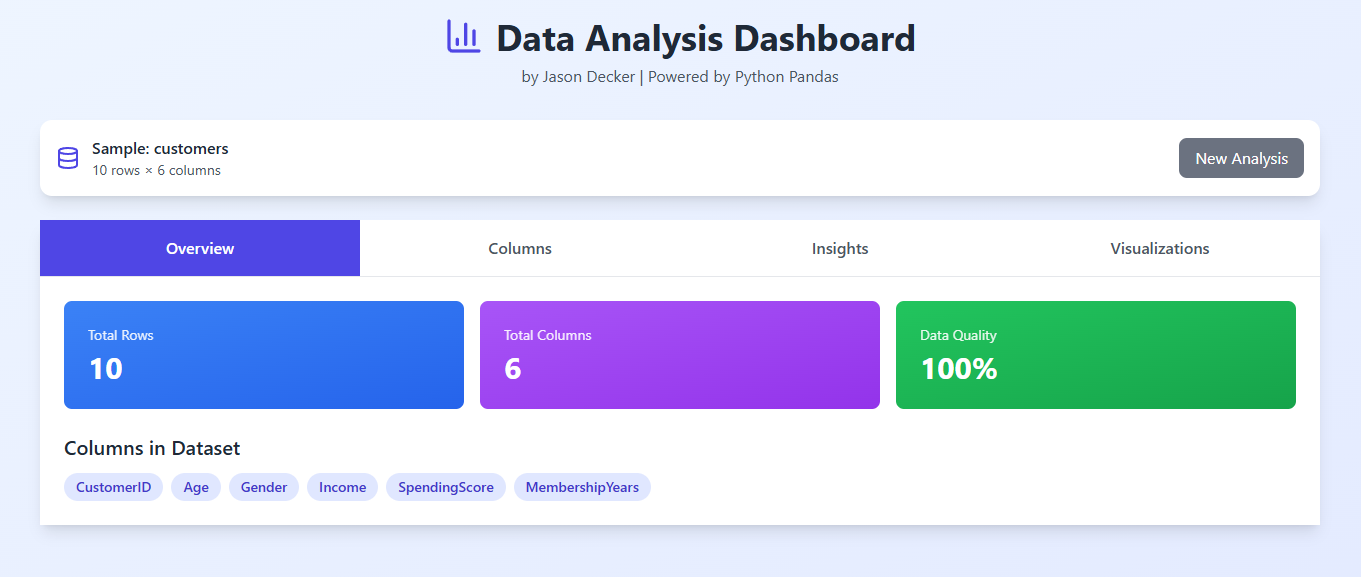 Data Analysis Dashboard
by Jason Decker | Powered by Python Pandas
Sample: customers
10 rows × 6 columns
New Analysis
Overview
Columns
Insights
Visualizations
Total Rows
10
Total Columns
6
Data Quality
100%
Columns in Dataset
CustomerID Age Gender Income SpendingScore MembershipYears